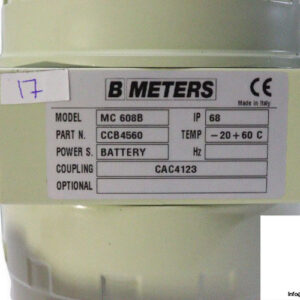 17
B METERS
CE
Made in Italy
MODEL MC 608B IP 68
PART N. CCB4560 TEMP -20+60 C
POWER S. BATTERY Hz
COUPLING CAC4123
OPTIONAL